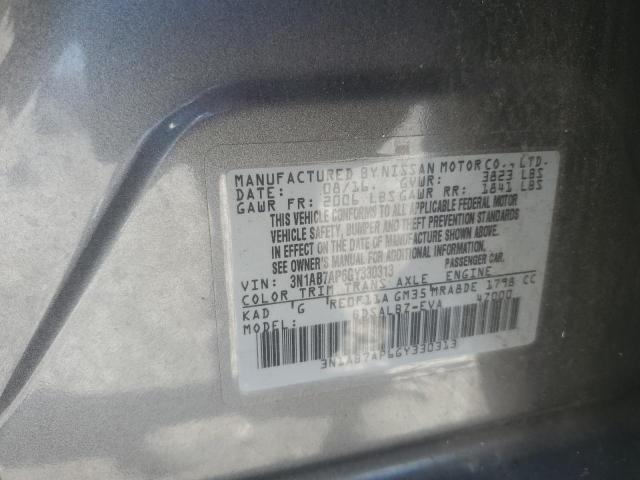 MANUFACTURED BY NISSAN MOTOR CO., LTD.
DATE: 08/16. GVWR: 3823 LBS
GAWR FR: 2006 LBS GAWR RR: 1841 LBS
THIS VEHICLE CONFORMS TO ALL APPLICABLE FEDERAL MOTOR
VEHICLE SAFETY, BUMPER AND THEFT PREVENTION STANDARDS
IN EFFECT ON THE DATE OF MANUFACTURE SHOWN ABOVE.
SEE OWNER'S MANUAL FOR ADDITIONAL INFORMATION.
VIN: 3N1AB7AP6GY330313 PASSENGER CAR.
COLOR TRIM TRANS AXLE ENGINE
KAD G RE0F11A GM35 MRA8DE 1798 CC
MODEL: BDSALBZ-EVA 47000
3N1AB7AP6GY330313